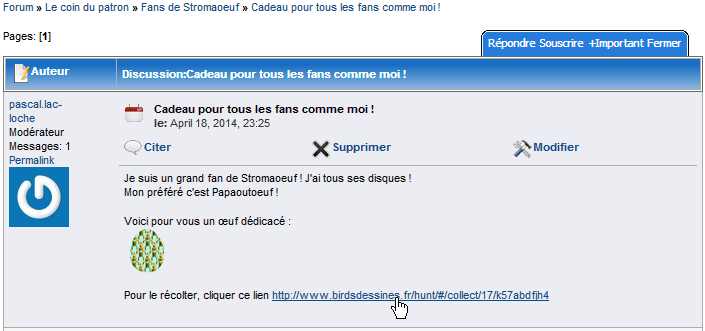 Forum » Le coin du patron » Fans de Stromaoeuf » Cadeau pour tous les fans comme moi !
Pages: [1]
Répondre Souscrire +Important Fermer
Auteur
Discussion:Cadeau pour tous les fans comme moi !
pascal.lac-
loche
Modérateur
Messages: 1
Permalink
Cadeau pour tous les fans comme moi !
le: April 18, 2014, 23:25
Citer
Supprimer
Modifier
Je suis un grand fan de Stromaoeuf ! J'ai tous ses disques !
Mon préféré c'est Papaoutoeuf !
Voici pour vous un œuf dédicacé :
Pour le récolter, cliquer ce lien http://www.birdsdessines.fr/hunt/#/collect/17/k57abdfjh4